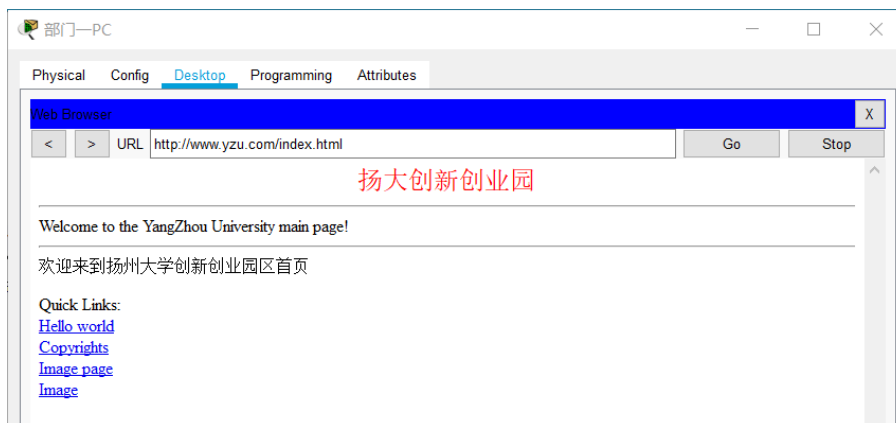 部门一PC
Physical Config Desktop Programming Attributes
Web Browser X
< > URL http://www.yzu.com/index.html Go Stop
扬大创新创业园
Welcome to the YangZhou University main page!
欢迎来到扬州大学创新创业园区首页
Quick Links:
Hello world
Copyrights
Image page
Image